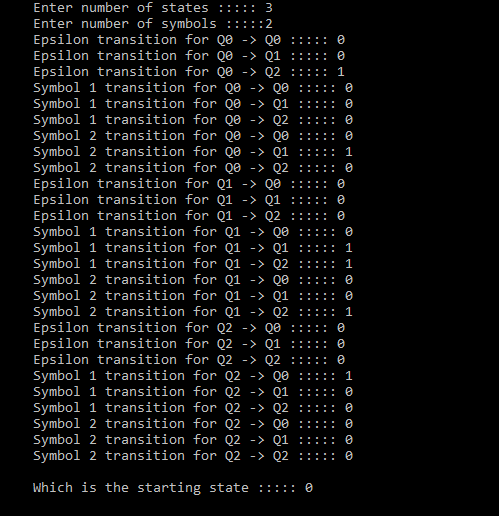 Enter number of states ::::: 3
Enter number of symbols :::::2
Epsilon transition for Q0 -> Q0 ::::: 0
Epsilon transition for Q0 -> Q1 ::::: 0
Epsilon transition for Q0 -> Q2 ::::: 1
Symbol 1 transition for Q0 -> Q0 ::::: 0
Symbol 1 transition for Q0 -> Q1 ::::: 0
Symbol 1 transition for Q0 -> Q2 ::::: 0
Symbol 2 transition for Q0 -> Q0 ::::: 0
Symbol 2 transition for Q0 -> Q1 ::::: 1
Symbol 2 transition for Q0 -> Q2 ::::: 0
Epsilon transition for Q1 -> Q0 ::::: 0
Epsilon transition for Q1 -> Q1 ::::: 0
Epsilon transition for Q1 -> Q2 ::::: 0
Symbol 1 transition for Q1 -> Q0 ::::: 0
Symbol 1 transition for Q1 -> Q1 ::::: 1
Symbol 1 transition for Q1 -> Q2 ::::: 1
Symbol 2 transition for Q1 -> Q0 ::::: 0
Symbol 2 transition for Q1 -> Q1 ::::: 0
Symbol 2 transition for Q1 -> Q2 ::::: 1
Epsilon transition for Q2 -> Q0 ::::: 0
Epsilon transition for Q2 -> Q1 ::::: 0
Epsilon transition for Q2 -> Q2 ::::: 0
Symbol 1 transition for Q2 -> Q0 ::::: 1
Symbol 1 transition for Q2 -> Q1 ::::: 0
Symbol 1 transition for Q2 -> Q2 ::::: 0
Symbol 2 transition for Q2 -> Q0 ::::: 0
Symbol 2 transition for Q2 -> Q1 ::::: 0
Symbol 2 transition for Q2 -> Q2 ::::: 0
Which is the starting state ::::: 0